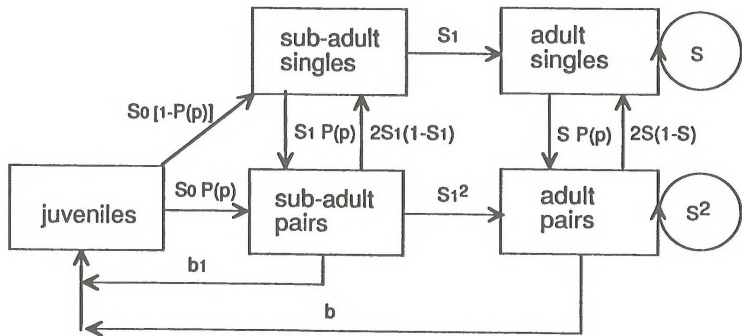 sub-adult
singles
S1
adult
singles
S
S0 [1-P(p)]
S1 P(p)
2S1(1-S1)
S P(p)
2S(1-S)
juveniles
S0 P(p)
sub-adult
pairs
S1²
adult
pairs
S²
b1
b